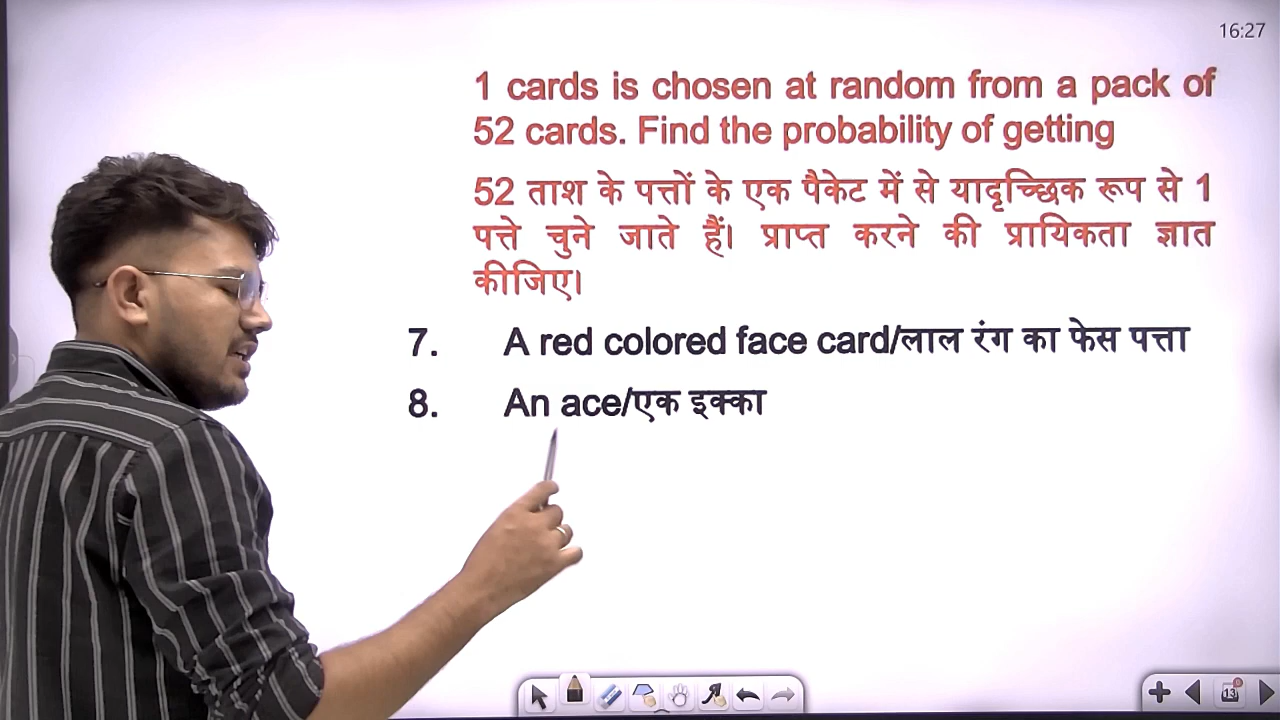 16:27
1 cards is chosen at random from a pack of
52 cards. Find the probability of getting
52 ताश के पत्तों के एक पैकेट में से यादृच्छिक रूप से 1
पत्ते चुने जाते हैं। प्राप्त करने की प्रायिकता ज्ञात
कीजिए।
7. A red colored face card/लाल रंग का फेस पत्ता
8. An ace/एक इक्का
13